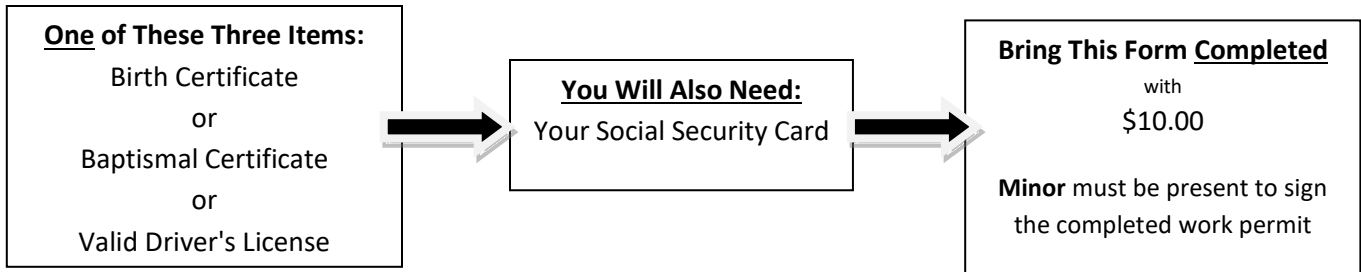 One of These Three Items:
Birth Certificate
or
Baptismal Certificate
or
Valid Driver's License
You Will Also Need:
Your Social Security Card
Bring This Form Completed
with
$10.00
Minor must be present to sign
the completed work permit